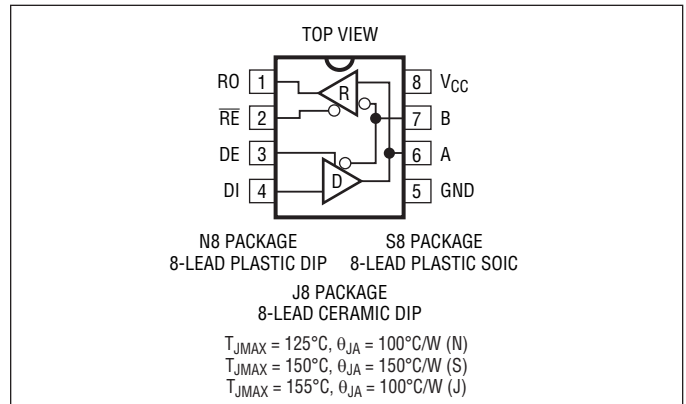 TOP VIEW
RO 1
R̅E̅ 2
DE 3
DI 4
R
D
8 VCC
7 B
6 A
5 GND
N8 PACKAGE
8-LEAD PLASTIC DIP
S8 PACKAGE
8-LEAD PLASTIC SOIC
J8 PACKAGE
8-LEAD CERAMIC DIP
TJMAX = 125°C, θJA = 100°C/W (N)
TJMAX = 150°C, θJA = 150°C/W (S)
TJMAX = 155°C, θJA = 100°C/W (J)